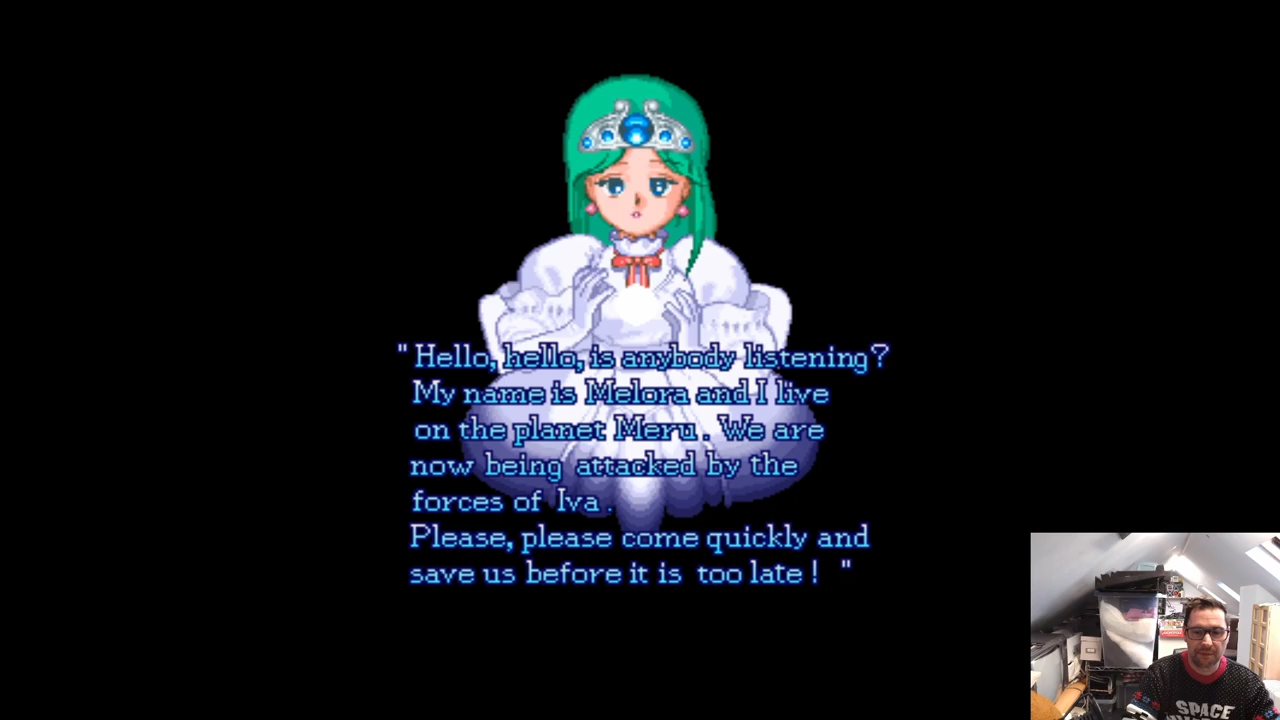 " Hello, hello, is anybody listening?
My name is Melora and I live
on the planet Meru. We are
now being attacked by the
forces of Iva.
Please, please come quickly and
save us before it is too late! "
SPACE